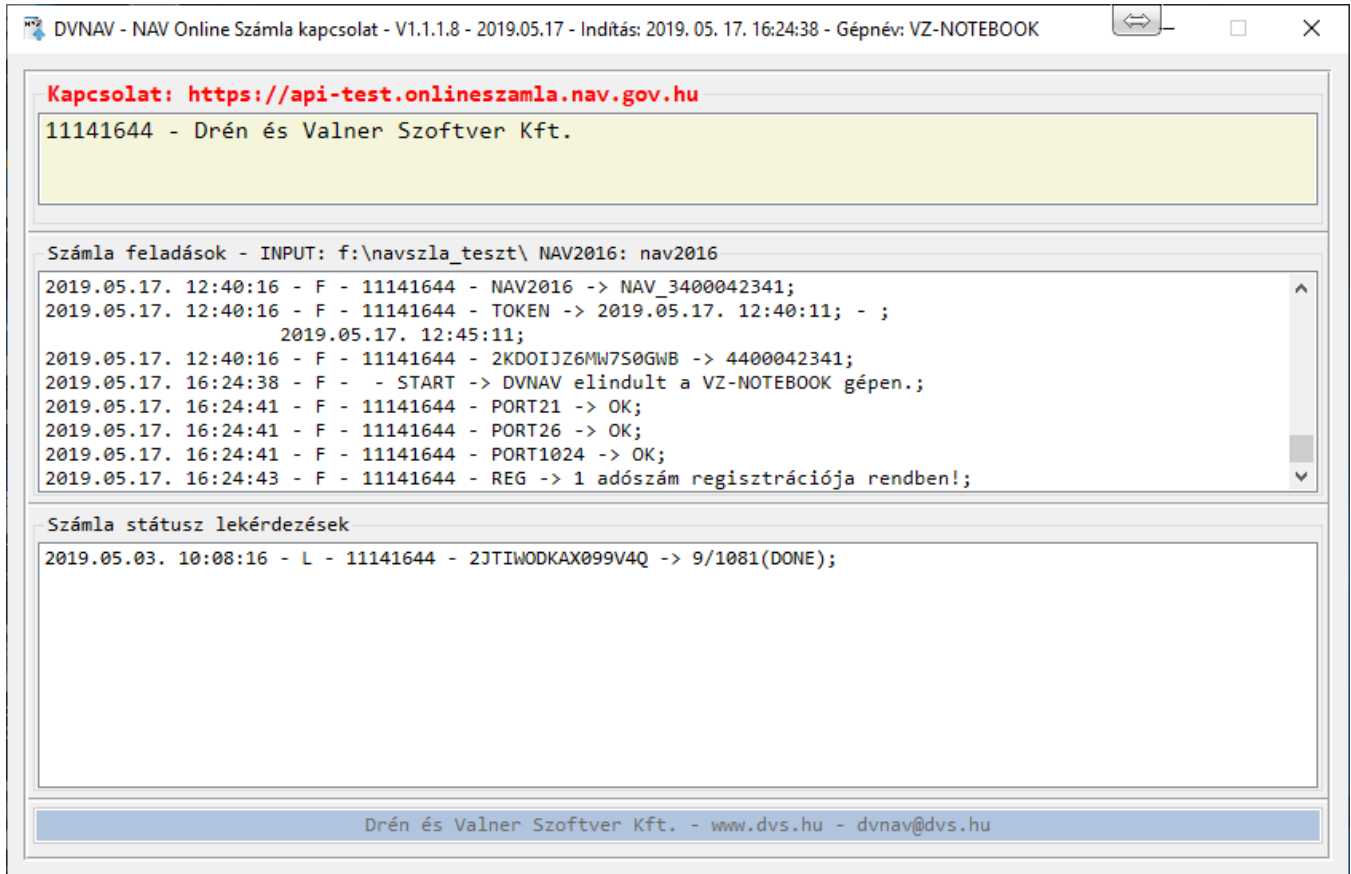 DVNAV - NAV Online Számla kapcsolat - V1.1.1.8 - 2019.05.17 - Indítás: 2019. 05. 17. 16:24:38 - Gépnév: VZ-NOTEBOOK
Kapcsolat: https://api-test.onlineszamla.nav.gov.hu
11141644 - Drén és Valner Szoftver Kft.
Számla feladások - INPUT: f:\navszla_teszt\ NAV2016: nav2016
2019.05.17. 12:40:16 - F - 11141644 - NAV2016 -> NAV_3400042341;
2019.05.17. 12:40:16 - F - 11141644 - TOKEN -> 2019.05.17. 12:40:11; - ;
2019.05.17. 12:45:11;
2019.05.17. 12:40:16 - F - 11141644 - 2KDOIJZ6MW7S0GWB -> 4400042341;
2019.05.17. 16:24:38 - F -  - START -> DVNAV elindult a VZ-NOTEBOOK gépen.;
2019.05.17. 16:24:41 - F - 11141644 - PORT21 -> OK;
2019.05.17. 16:24:41 - F - 11141644 - PORT26 -> OK;
2019.05.17. 16:24:41 - F - 11141644 - PORT1024 -> OK;
2019.05.17. 16:24:43 - F - 11141644 - REG -> 1 adószám regisztrációja rendben!;
Számla státusz lekérdezések
2019.05.03. 10:08:16 - L - 11141644 - 2JTIWODKAX099V4Q -> 9/1081(DONE);
Drén és Valner Szoftver Kft. - www.dvs.hu - dvnav@dvs.hu